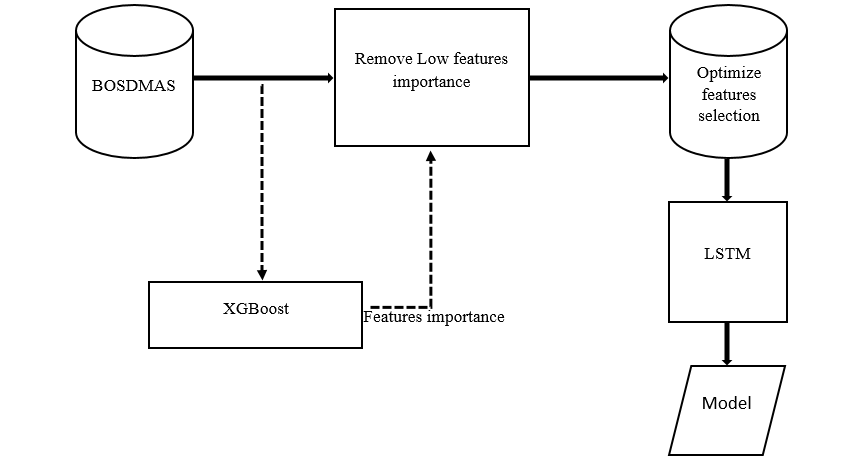 BOSDMAS
Remove Low features
importance
Optimize
features
selection
LSTM
XGBoost
Features importance
Model